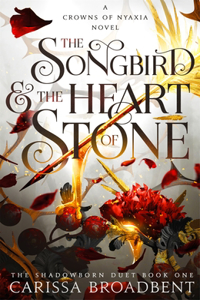 A
CROWNS OF NYAXIA
NOVEL
THE
SONGBIRD
& THE HEART
OF
STONE
THE SHADOWBORN DUET BOOK ONE
CARISSA BROADBENT